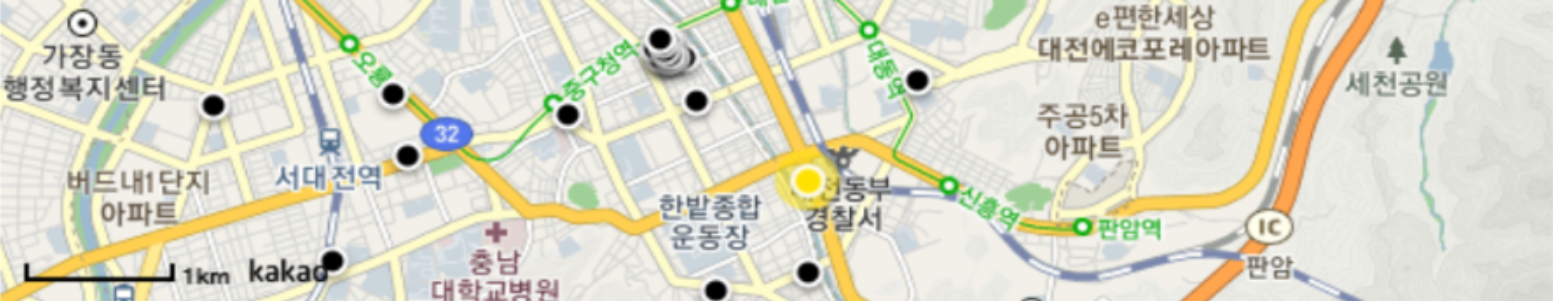 e편한세상
대전에코포레아파트
가장동
행정복지센터
오룡
중구청역
대동역
세천공원
주공5차
아파트
32
서대전역
버드내1단지
아파트
한밭종합
운동장
전동부
경찰서
신흥역
판암역
IC
판암
충남
대학교병원
1km
kakao